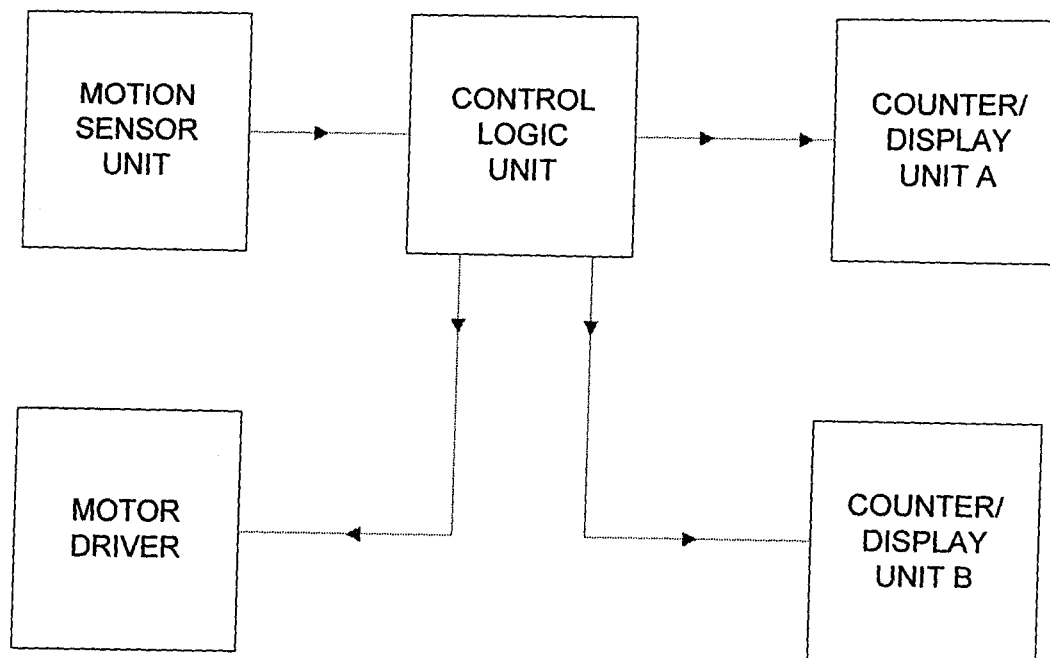 MOTION
SENSOR
UNIT
CONTROL
LOGIC
UNIT
COUNTER/
DISPLAY
UNIT A
MOTOR
DRIVER
COUNTER/
DISPLAY
UNIT B